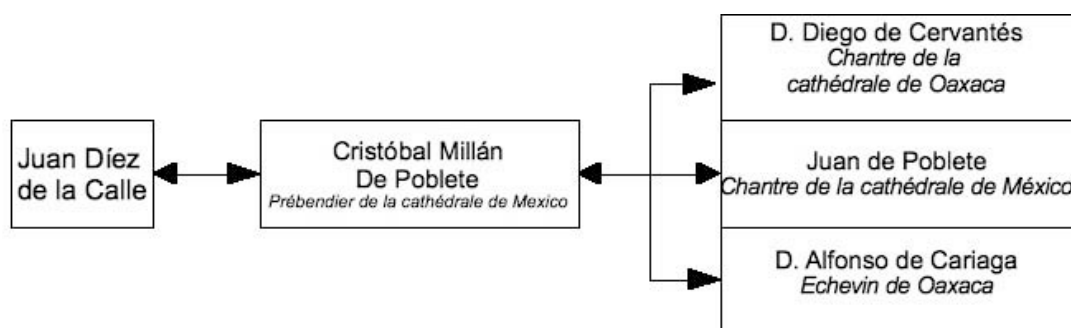 Juan Díez
de la Calle
Cristóbal Millán
De Poblete
Prébendier de la cathédrale de Mexico
D. Diego de Cervantés
Chantre de la
cathédrale de Oaxaca
Juan de Poblete
Chantre de la cathédrale de México
D. Alfonso de Cariaga
Echevin de Oaxaca